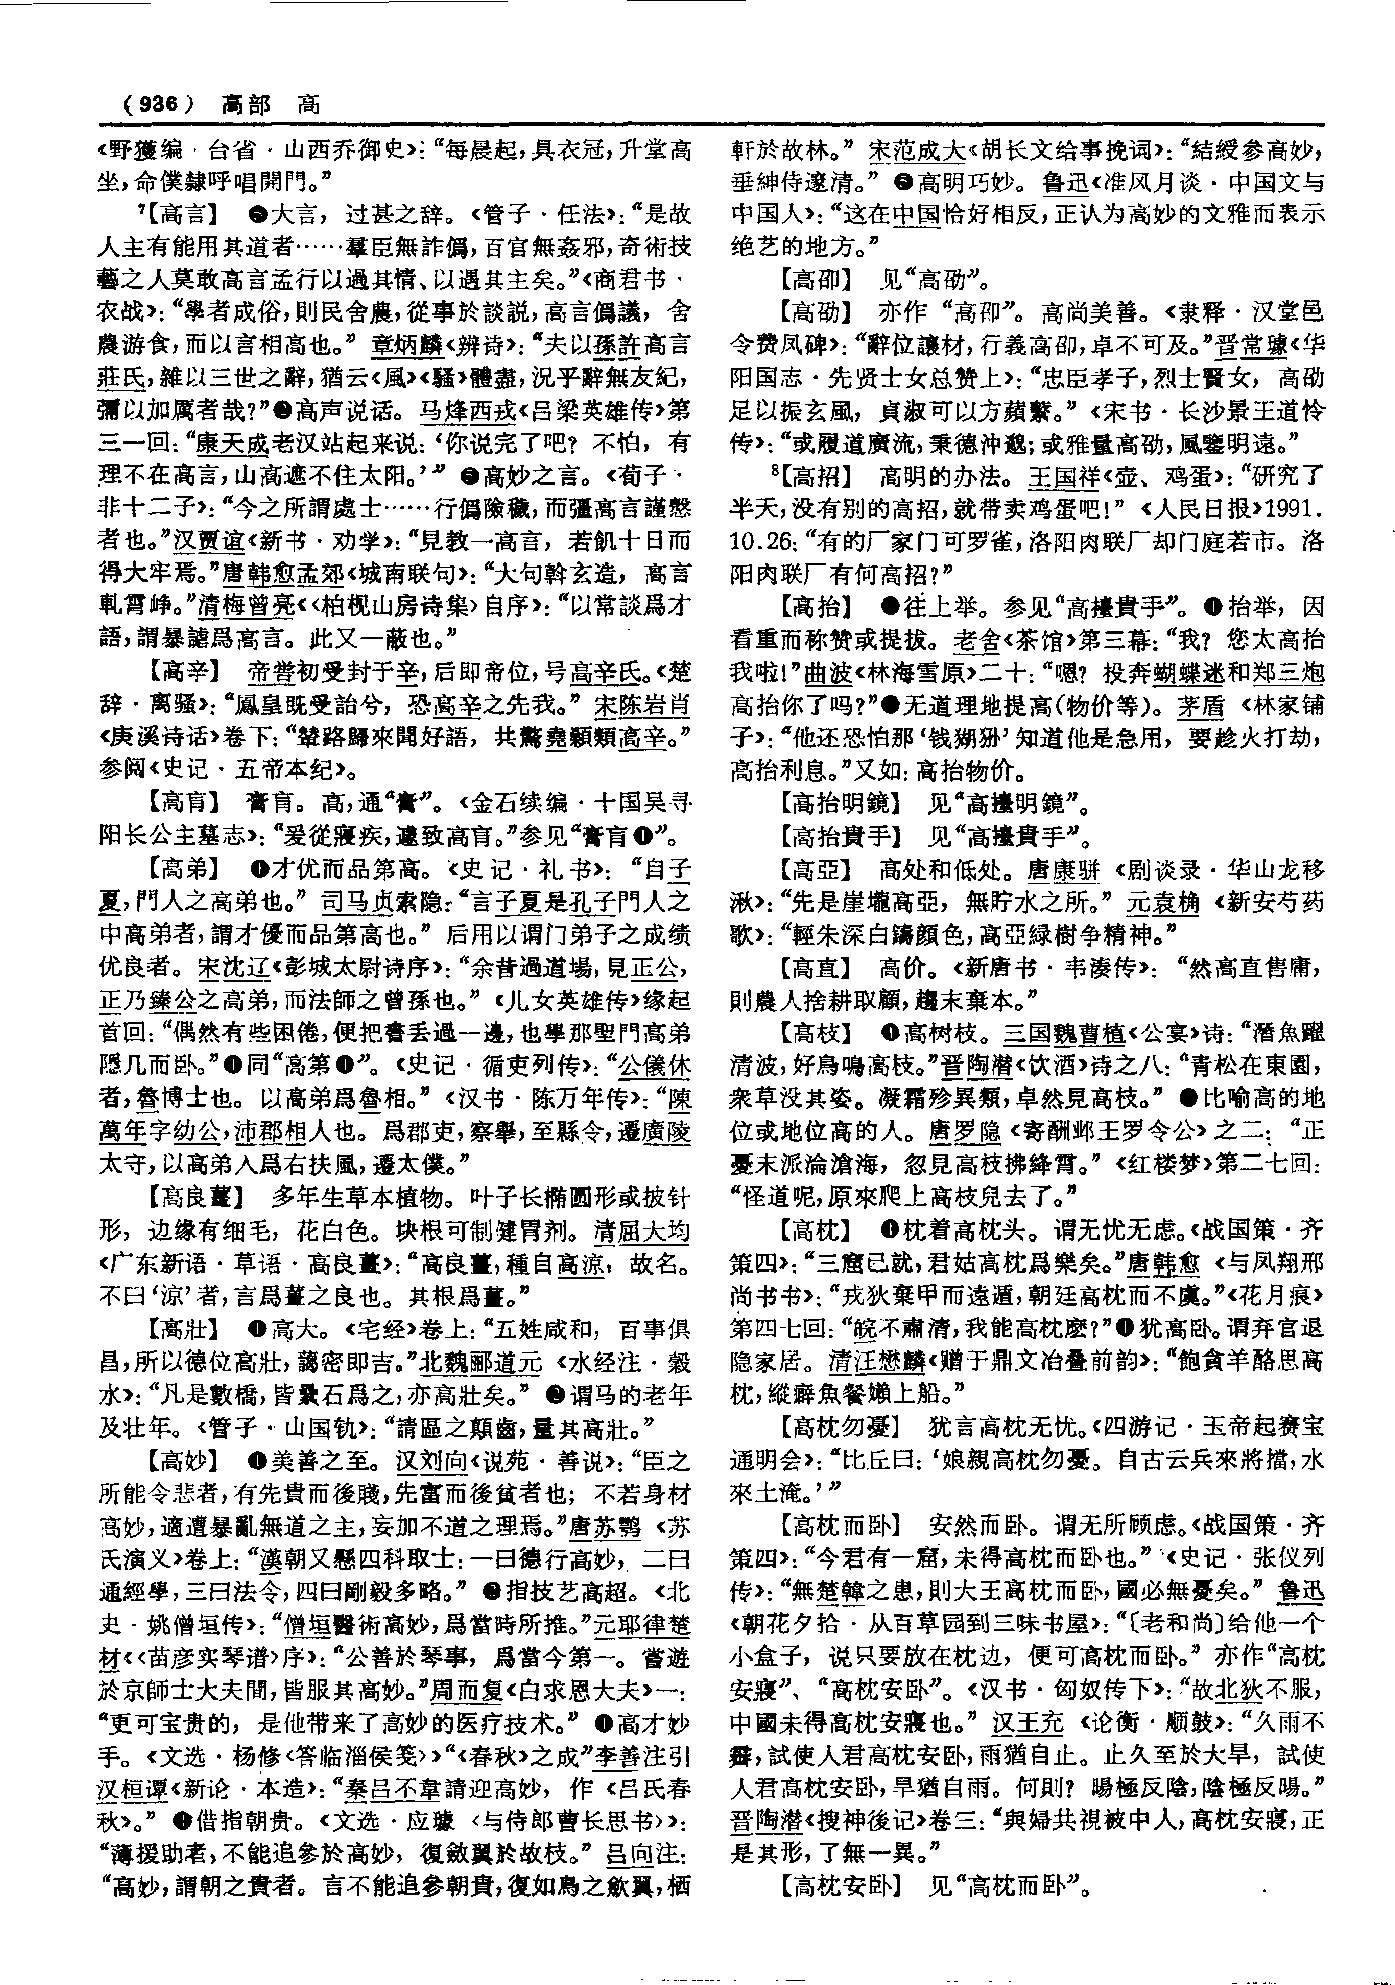 （936） 高部 高
《野獲编·台省·山西乔御史》：“每晨起，具衣冠，升堂高
坐，命僕隸呼唱開門。”
7【高言】 大言，过甚之辞。《管子·任法》：“是故
人主有能用其道者……羣臣無詐僞，百官無姦邪，奇術技
藝之人莫敢高言孟行以過其情、以遇其主矣。”《商君书·
农战》：“學者成俗，則民舍農，從事於談説，高言僞議，舍
農游食，而以言相高也。” 章炳麟《辨诗》：“夫以孫許高言
莊氏，雜以三世之辭，猶云《風》《騷》體盡，況乎辭無友紀，
彌以加厲者哉？”❷高声说话。马烽西戎《吕梁英雄传》第
三一回：“康天成老汉站起来说：‘你说完了吧？不怕，有
理不在高言，山高遮不住太阳。’” ❸高妙之言。《荀子·
非十二子》：“今之所謂處士……行僞險穢，而彊高言謹慤
者也。”汉贾谊《新书·劝学》：“見教一高言，若飢十日而
得大牢焉。”唐韩愈孟郊《城南联句》：“大句斡玄造，高言
軋霄峥。”清梅曾亮《〈柏枧山房诗集〉自序》：“以常談爲才
語，謂暴謔爲高言。此又一蔽也。”
【高辛】 帝喾初受封于辛，后即帝位，号高辛氏。《楚
辞·离骚》：“鳳皇既受詒兮，恐高辛之先我。” 宋陈岩肖
《庚溪诗话》卷下：“輦路歸來聞好語，共驚堯顙類高辛。”
参阅《史记·五帝本纪》。
【高肓】 膏肓。高，通“膏”。《金石续编·十国吴寻
阳长公主墓志》：“爰從寢疾，遽致高肓。”参见“膏肓❶”。
【高弟】 ❶才优而品第高。《史记·礼书》：“自子
夏，門人之高弟也。” 司马贞索隐：“言子夏是孔子門人之
中高弟者，謂才優而品第高也。” 后用以谓门弟子之成绩
优良者。宋沈辽《彭城太尉诗序》：“余昔過道場，見正公，
正乃臻公之高弟，而法師之曾孫也。”《儿女英雄传》缘起
首回：“偶然有些困倦，便把書丢過一邊，也學那聖門高弟
隱几而卧。”❷同“高第❶”。《史记·循吏列传》：“公儀休
者，魯博士也。以高弟爲魯相。”《汉书·陈万年传》：“陳
萬年字幼公，沛郡相人也。爲郡吏，察舉，至縣令，遷廣陵
太守，以高弟入爲右扶風，遷太僕。”
【高良薑】 多年生草本植物。叶子长椭圆形或披针
形，边缘有细毛，花白色。块根可制健胃剂。清屈大均
《广东新语·草语·高良薑》：“高良薑，種自高涼，故名。
不曰‘涼’者，言爲薑之良也。其根爲薑。”
【高壯】 ❶高大。《宅经》卷上：“五姓咸和，百事俱
昌，所以德位高壯，藹密即吉。”北魏郦道元《水经注·穀
水》：“凡是數橋，皆纍石爲之，亦高壯矣。” ❷谓马的老年
及壮年。《管子·山国轨》：“請區之顛齒，量其高壯。”
【高妙】 ❶美善之至。汉刘向《说苑·善说》：“臣之
所能令悲者，有先貴而後賤，先富而後貧者也；不若身材
高妙，適遭暴亂無道之主，妄加不道之理焉。”唐苏鹗《苏
氏演义》卷上：“漢朝又懸四科取士：一曰德行高妙，二曰
通經學，三曰法令，四曰剛毅多略。” ❷指技艺高超。《北
史·姚僧垣传》：“僧垣醫術高妙，爲當時所推。”元耶律楚
材《〈苗彦实琴谱〉序》：“公善於琴事，爲當今第一。嘗遊
於京師士大夫間，皆服其高妙。”周而复《白求恩大夫》一：
“更可宝贵的，是他带来了高妙的医疗技术。” ❸高才妙
手。《文选·杨修〈答临淄侯笺〉》“《春秋》之成”李善注引
汉桓谭《新论·本造》：“秦吕不韋請迎高妙，作《吕氏春
秋》。” ❹借指朝贵。《文选·应璩〈与侍郎曹长思书〉》：
“薄援助者，不能追參於高妙，復斂翼於故枝。” 吕向注：
“高妙，謂朝之貴者。言不能追參朝貴，復如鳥之斂翼，栖
軒於故林。” 宋范成大《胡长文给事挽词》：“結綬參高妙，
垂紳侍邃清。” ❺高明巧妙。鲁迅《准风月谈·中国文与
中国人》：“这在中国恰好相反，正认为高妙的文雅而表示
绝艺的地方。”
【高卲】 见“高劭”。
【高劭】 亦作“高卲”。高尚美善。《隶释·汉堂邑
令费凤碑》：“辭位讓材，行義高卲，卓不可及。”晋常璩《华
阳国志·先贤士女总赞上》：“忠臣孝子，烈士賢女，高劭
足以振玄風，貞淑可以方蘋蘩。”《宋书·长沙景王道怜
传》：“或履道廣流，秉德沖邈；或雅量高劭，風鑒明遠。”
8【高招】 高明的办法。王国祥《壶、鸡蛋》：“研究了
半天，没有别的高招，就带卖鸡蛋吧！”《人民日报》1991.
10.26：“有的厂家门可罗雀，洛阳肉联厂却门庭若市。洛
阳肉联厂有何高招？”
【高抬】 ❶往上举。参见“高擡貴手”。❷抬举，因
看重而称赞或提拔。老舍《茶馆》第三幕：“我？您太高抬
我啦！”曲波《林海雪原》二十：“嗯？投奔蝴蝶迷和郑三炮
高抬你了吗？”❸无道理地提高（物价等）。茅盾《林家铺
子》：“他还恐怕那‘钱猢狲’知道他是急用，要趁火打劫，
高抬利息。”又如：高抬物价。
【高抬明鏡】 见“高擡明鏡”。
【高抬貴手】 见“高擡貴手”。
【高亞】 高处和低处。唐康骈《剧谈录·华山龙移
湫》：“先是崖壠高亞，無貯水之所。” 元袁桷《新安芍药
歌》：“輕朱深白鑄顔色，高亞緑樹争精神。”
【高直】 高价。《新唐书·韦湊传》：“然高直售庸，
則農人捨耕取顧，趨末棄本。”
【高枝】 ❶高树枝。三国魏曹植《公宴》诗：“潛魚躍
清波，好鳥鳴高枝。”晋陶潜《饮酒》诗之八：“青松在東園，
衆草没其姿。凝霜殄異類，卓然見高枝。” ❷比喻高的地
位或地位高的人。唐罗隐《寄酬邺王罗令公》之二：“正
憂末派淪滄海，忽見高枝拂絳霄。”《红楼梦》第二七回：
“怪道呢，原來爬上高枝兒去了。”
【高枕】 ❶枕着高枕头。谓无忧无虑。《战国策·齐
策四》：“三窟已就，君姑高枕爲樂矣。”唐韩愈《与凤翔邢
尚书书》：“戎狄棄甲而遠遁，朝廷高枕而不虞。”《花月痕》
第四七回：“皖不肅清，我能高枕麽？”❷犹高卧。谓弃官退
隐家居。清汪懋麟《赠于鼎文冶叠前韵》：“飽食羊酪思高
枕，縱癖魚餐嬾上船。”
【高枕勿憂】 犹言高枕无忧。《四游记·玉帝起赛宝
通明会》：“比丘曰：‘娘親高枕勿憂。自古云兵來將擋，水
來土淹。’”
【高枕而卧】 安然而卧。谓无所顾虑。《战国策·齐
策四》：“今君有一窟，未得高枕而卧也。”《史记·张仪列
传》：“無楚韓之患，則大王高枕而卧，國必無憂矣。” 鲁迅
《朝花夕拾·从百草园到三味书屋》：“〔老和尚〕给他一个
小盒子，说只要放在枕边，便可高枕而卧。” 亦作“高枕
安寢”、“高枕安卧”。《汉书·匈奴传下》：“故北狄不服，
中國未得高枕安寢也。” 汉王充《论衡·顺鼓》：“久雨不
霽，試使人君高枕安卧，雨猶自止。止久至於大旱，試使
人君高枕安卧，旱猶自雨。何則？暘極反陰，陰極反暘。”
晋陶潜《搜神後记》卷三：“與婦共視被中人，高枕安寢，正
是其形，了無一異。”
【高枕安卧】 见“高枕而卧”。